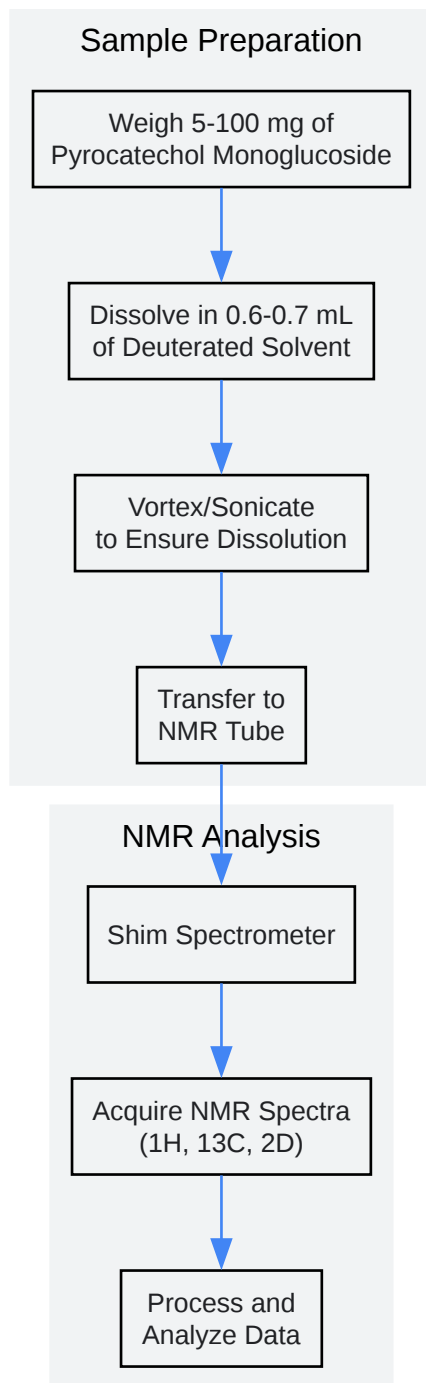 Sample Preparation
Weigh 5-100 mg of
Pyrocatechol Monoglucoside
Dissolve in 0.6-0.7 mL
of Deuterated Solvent
Vortex/Sonicate
to Ensure Dissolution
Transfer to
NMR Tube
NMR Analysis
Shim Spectrometer
Acquire NMR Spectra
(1H, 13C, 2D)
Process and
Analyze Data